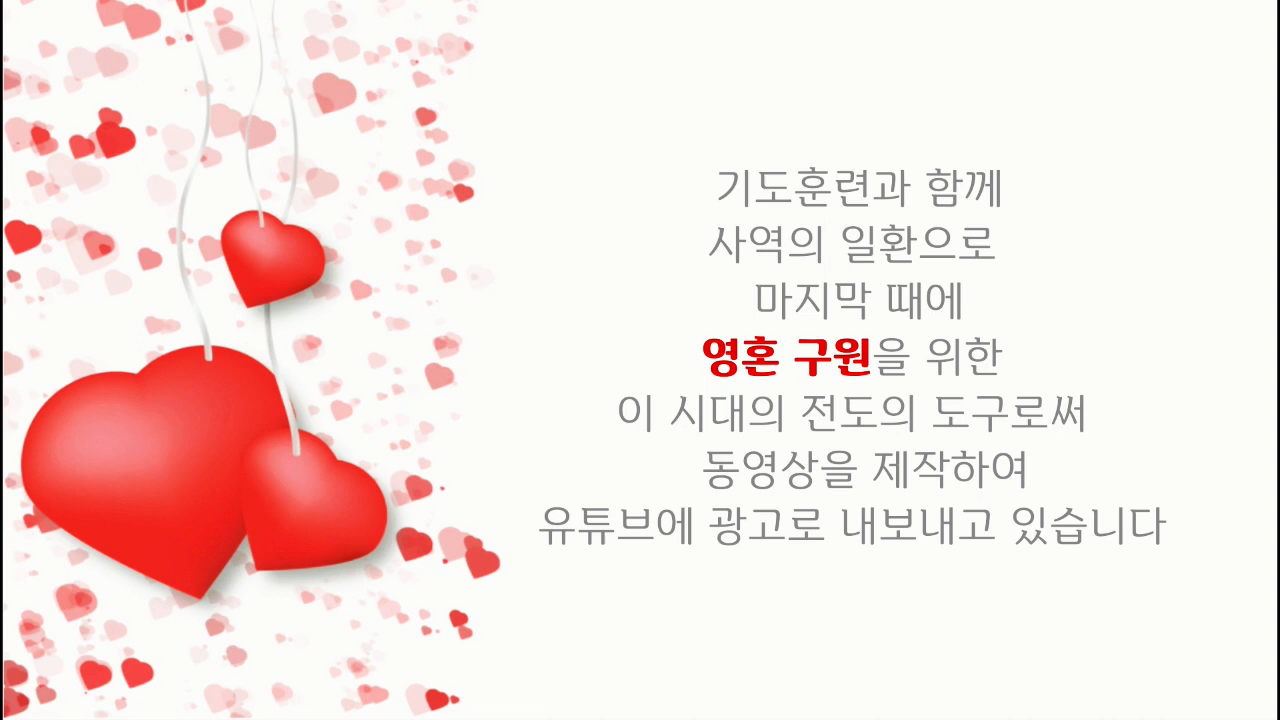 기도훈련과 함께
사역의 일환으로
마지막 때에
영혼 구원을 위한
이 시대의 전도의 도구로써
동영상을 제작하여
유튜브에 광고로 내보내고 있습니다